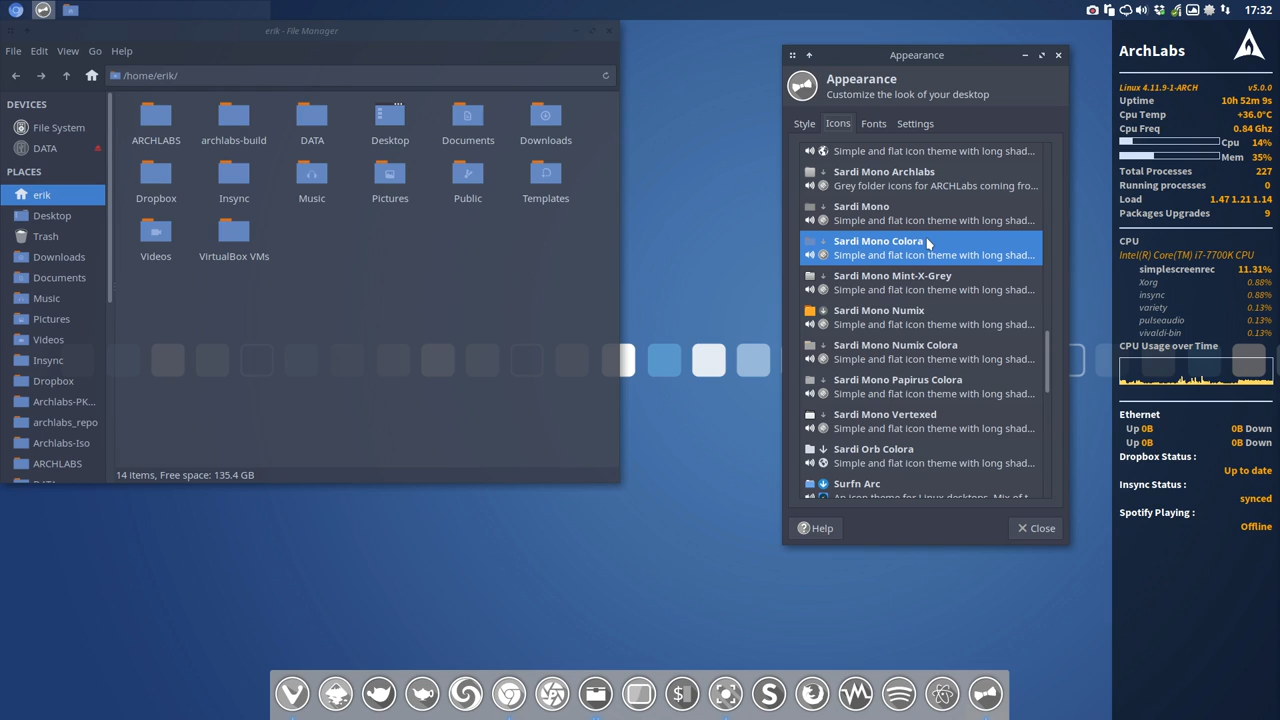 17:32
erik - File Manager
File Edit View Go Help
/home/erik/
DEVICES
File System
DATA
PLACES
erik
Desktop
Trash
Downloads
Documents
Music
Pictures
Videos
Insync
Dropbox
Archlabs-PK...
archlabs_repo
Archlabs-Iso
ARCHLABS
ARCHLABS archlabs-build DATA Desktop Documents Downloads
Dropbox Insync Music Pictures Public Templates
Videos VirtualBox VMs
14 items, Free space: 135.4 GB
Appearance
Appearance
Customize the look of your desktop
Style Icons Fonts Settings
Simple and flat icon theme with long shad...
Sardi Mono Archlabs
Grey folder icons for ARCHLabs coming fro...
Sardi Mono
Simple and flat icon theme with long shad...
Sardi Mono Colora
Simple and flat icon theme with long shad...
Sardi Mono Mint-X-Grey
Simple and flat icon theme with long shad...
Sardi Mono Numix
Simple and flat icon theme with long shad...
Sardi Mono Numix Colora
Simple and flat icon theme with long shad...
Sardi Mono Papirus Colora
Simple and flat icon theme with long shad...
Sardi Mono Vertexed
Simple and flat icon theme with long shad...
Sardi Orb Colora
Simple and flat icon theme with long shad...
Surfn Arc
An icon theme for Linux desktops. Mix of t...
Help Close
ArchLabs
Linux 4.11.9-1-ARCH v5.0.0
Uptime 10h 52m 9s
Cpu Temp +36.0°C
Cpu Freq 0.84 Ghz
Cpu 14%
Mem 35%
Total Processes 227
Running processes 0
Load 1.47 1.21 1.14
Packages Upgrades 9
CPU
Intel(R) Core(TM) i7-7700K CPU
simplescreenrec 11.31%
Xorg 0.88%
insync 0.88%
variety 0.13%
pulseaudio 0.13%
vivaldi-bin 0.13%
CPU Usage over Time
Ethernet
Up 0B 0B Down
Up 0B 0B Down
Dropbox Status :
Up to date
Insync Status :
synced
Spotify Playing :
Offline